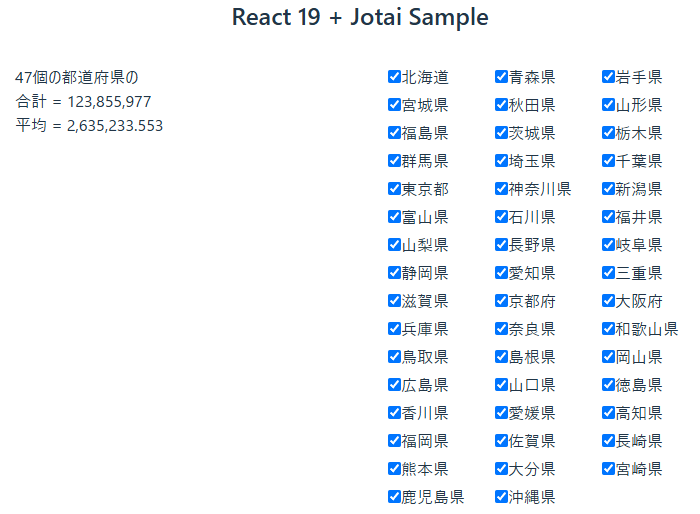 React 19 + Jotai Sample
47個の都道府県の
合計 = 123,855,977
平均 = 2,635,233.553
北海道 青森県 岩手県
宮城県 秋田県 山形県
福島県 茨城県 栃木県
群馬県 埼玉県 千葉県
東京都 神奈川県 新潟県
富山県 石川県 福井県
山梨県 長野県 岐阜県
静岡県 愛知県 三重県
滋賀県 京都府 大阪府
兵庫県 奈良県 和歌山県
鳥取県 島根県 岡山県
広島県 山口県 徳島県
香川県 愛媛県 高知県
福岡県 佐賀県 長崎県
熊本県 大分県 宮崎県
鹿児島県 沖縄県